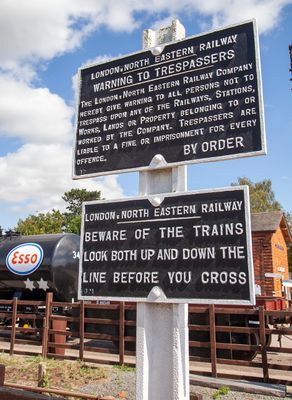 LONDON & NORTH EASTERN RAILWAY
WARNING TO TRESPASSERS
THE LONDON & NORTH EASTERN RAILWAY COMPANY
HEREBY GIVE WARNING TO ALL PERSONS NOT TO
TRESPASS UPON ANY OF THE RAILWAYS, STATIONS,
WORKS, LANDS OR PROPERTY BELONGING TO OR
WORKED BY THE COMPANY. TRESPASSERS ARE
LIABLE TO A FINE OR IMPRISONMENT FOR EVERY
OFFENCE.
BY ORDER
LONDON & NORTH EASTERN RAILWAY
BEWARE OF THE TRAINS
LOOK BOTH UP AND DOWN THE
LINE BEFORE YOU CROSS
Esso
34